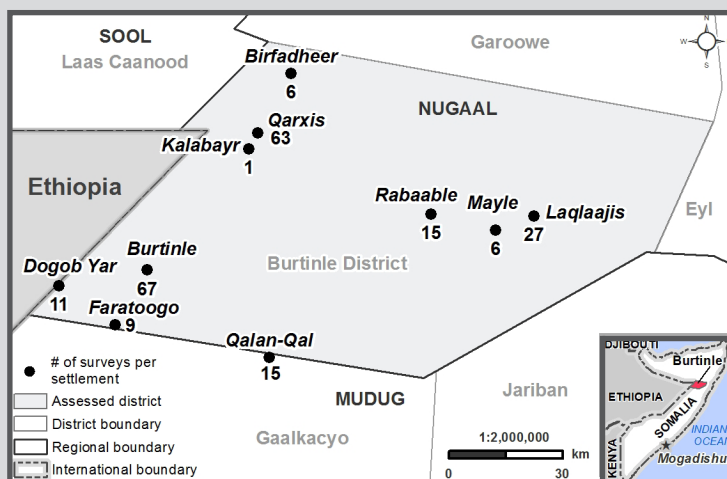 SOOL
Laas Caanood
Garoowe
N
W
E
S
Birfadheer
6
NUGAAL
Qarxis
63
Kalabayr
1
Ethiopia
Rabaable
15
Mayle
6
Laqlaajis
27
Eyl
Burtinle
67
Burtinle District
Dogob Yar
11
Faratoogo
9
Qalan-Qal
15
MUDUG
Jariban
Gaalkacyo
# of surveys per
settlement
Assessed district
District boundary
Regional boundary
International boundary
1:2,000,000
0 30
km
DJIBOUTI
Burtinle
ETHIOPIA
SOMALIA
INDIAN
OCEAN
KENYA
Mogadishu